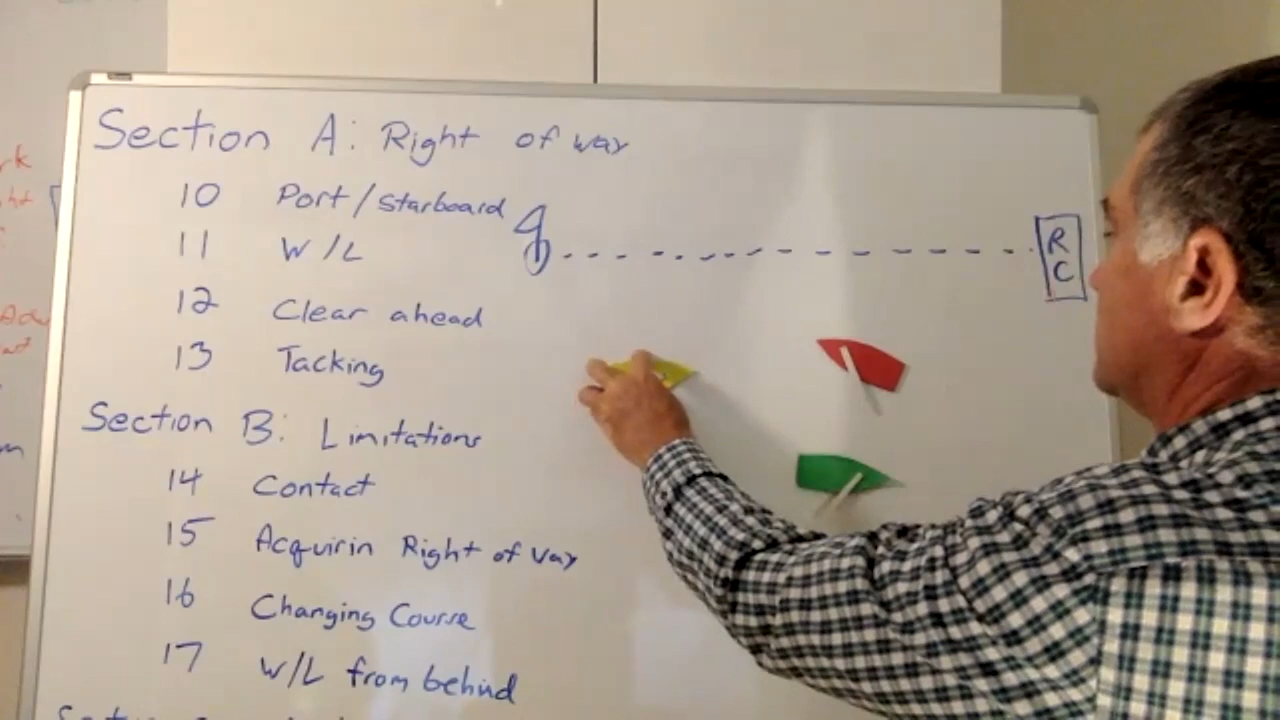 Section A: Right of way
10 Port/starboard
11 W/L
12 Clear ahead
13 Tacking
Section B: Limitations
14 Contact
15 Acquirin Right of way
16 Changing Course
17 W/L from behind
R
C
rk